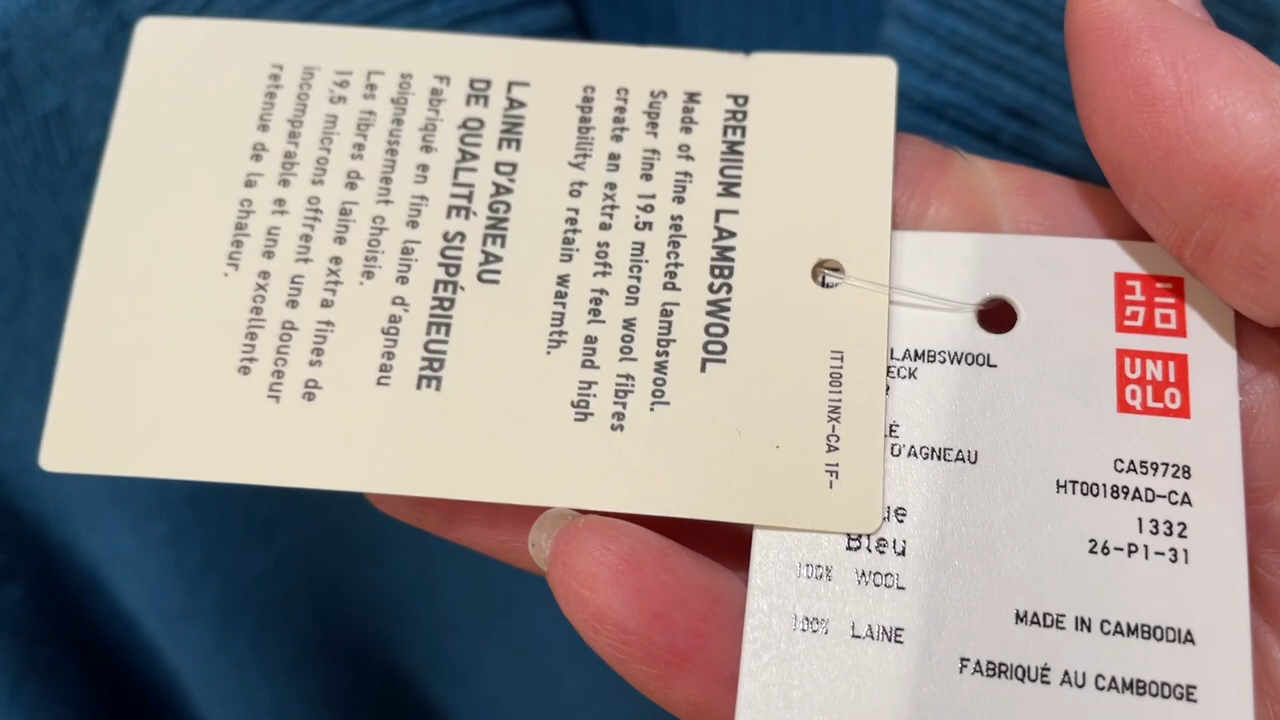 PREMIUM LAMBSWOOL
Made of fine selected lambswool.
Super fine 19.5 micron wool fibres
create an extra soft feel and high
capability to retain warmth.
LAINE D'AGNEAU
DE QUALITÉ SUPÉRIEURE
Fabriqué en fine laine d'agneau
soigneusement choisie.
Les fibres de laine extra fines de
19,5 microns offrent une douceur
incomparable et une excellente
retenue de la chaleur.
IT10011NX-CA 1F-
ユニ
クロ
UNI
QLO
LAMBSWOOL
D'AGNEAU
CA59728
HT00189AD-CA
1332
26-P1-31
Bleu
100% WOOL
100% LAINE
MADE IN CAMBODIA
FABRIQUÉ AU CAMBODGE